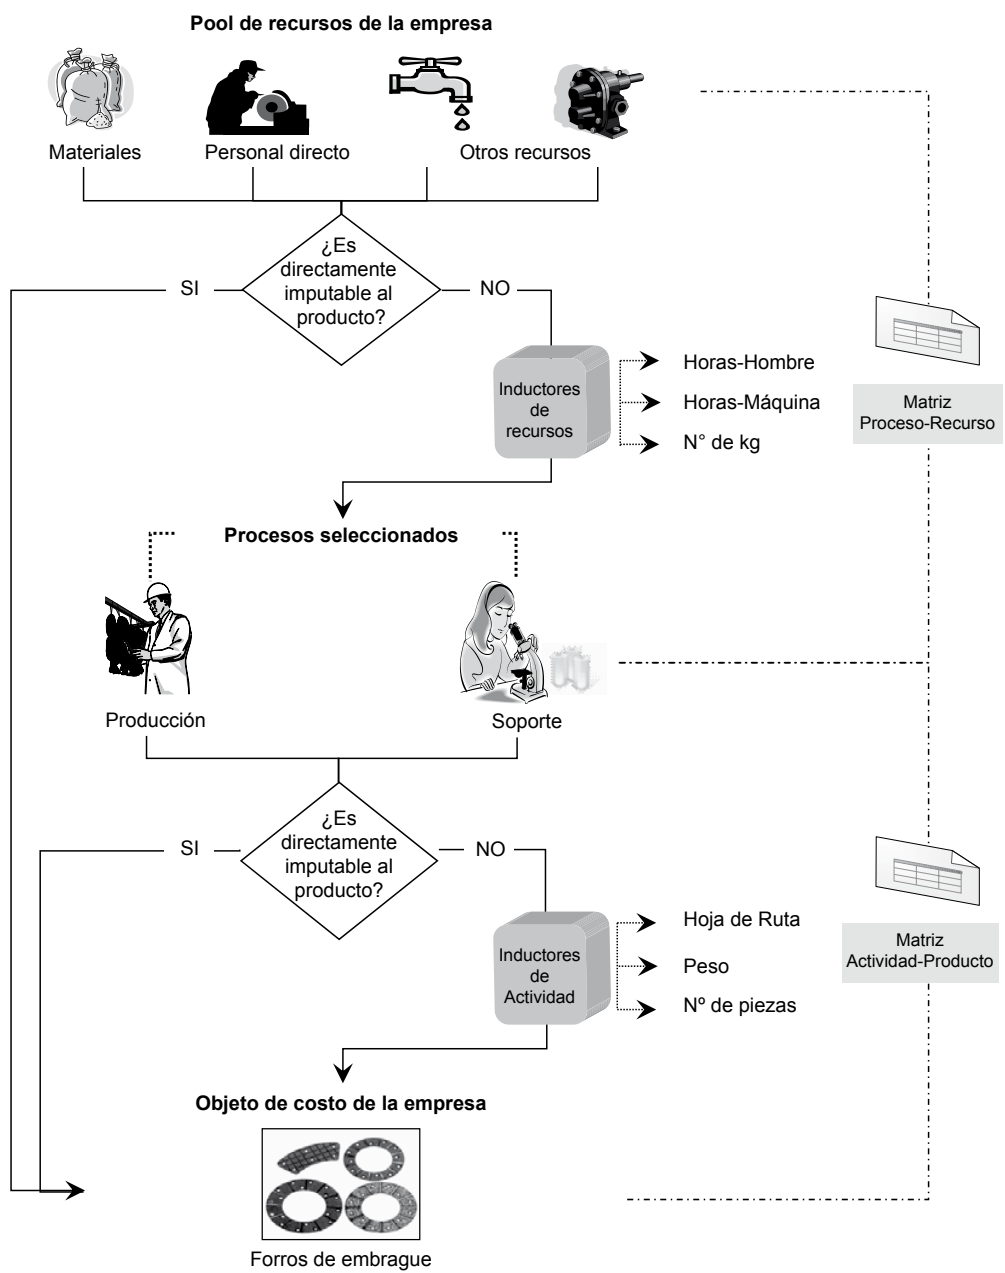 Pool de recursos de la empresa
Materiales
Personal directo
Otros recursos
¿Es
directamente
imputable al
producto?
SI
NO
Inductores
de
recursos
Horas-Hombre
Horas-Máquina
N° de kg
Matriz
Proceso-Recurso
Procesos seleccionados
Producción
Soporte
¿Es
directamente
imputable al
producto?
SI
NO
Inductores
de
Actividad
Hoja de Ruta
Peso
Nº de piezas
Matriz
Actividad-Producto
Objeto de costo de la empresa
Forros de embrague